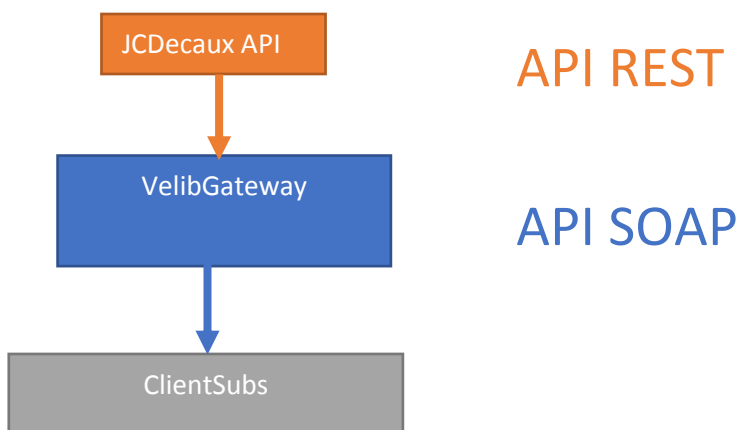 JCDecaux API
API REST
VelibGateway
API SOAP
ClientSubs